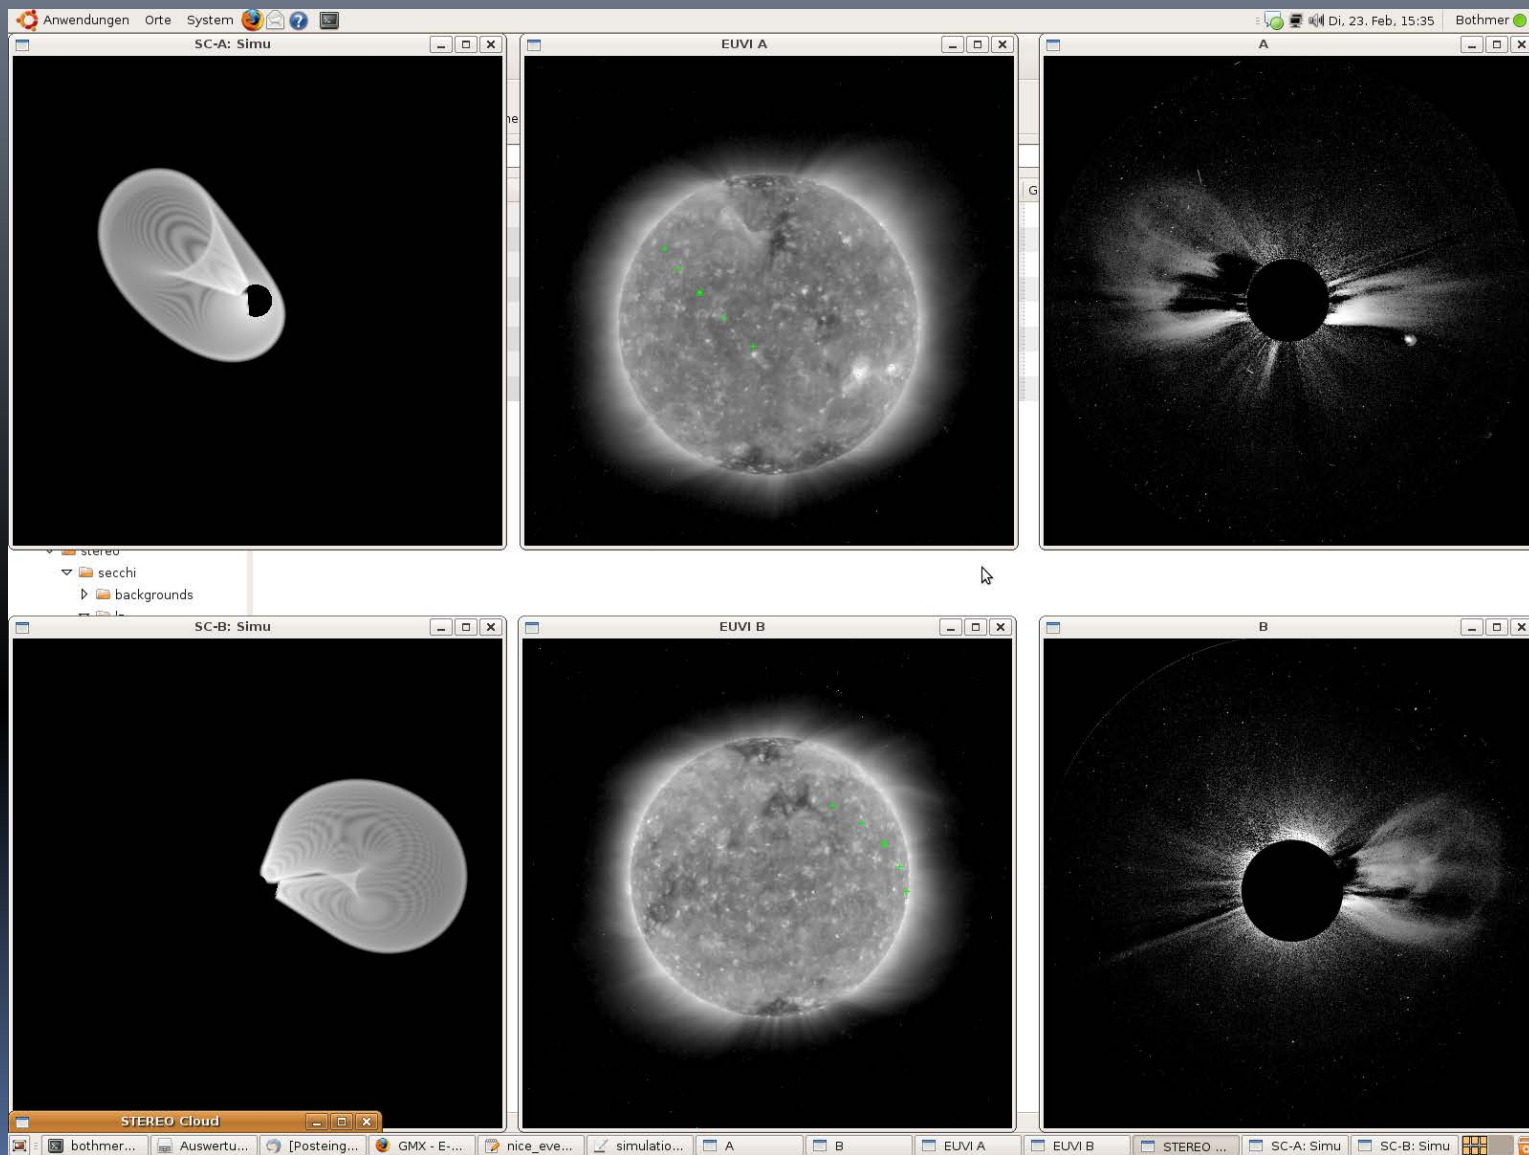 Anwendungen Orte System Di, 23. Feb, 15:35 Bothmer
SC-A: Simu
EUVI A
A
stereo
secchi
backgrounds
SC-B: Simu
EUVI B
B
STEREO Cloud
bothmer... Auswertu... [Posteing... GMX - E-... nice_eve... simulatio... A B EUVI A EUVI B STEREO ... SC-A: Simu SC-B: Simu